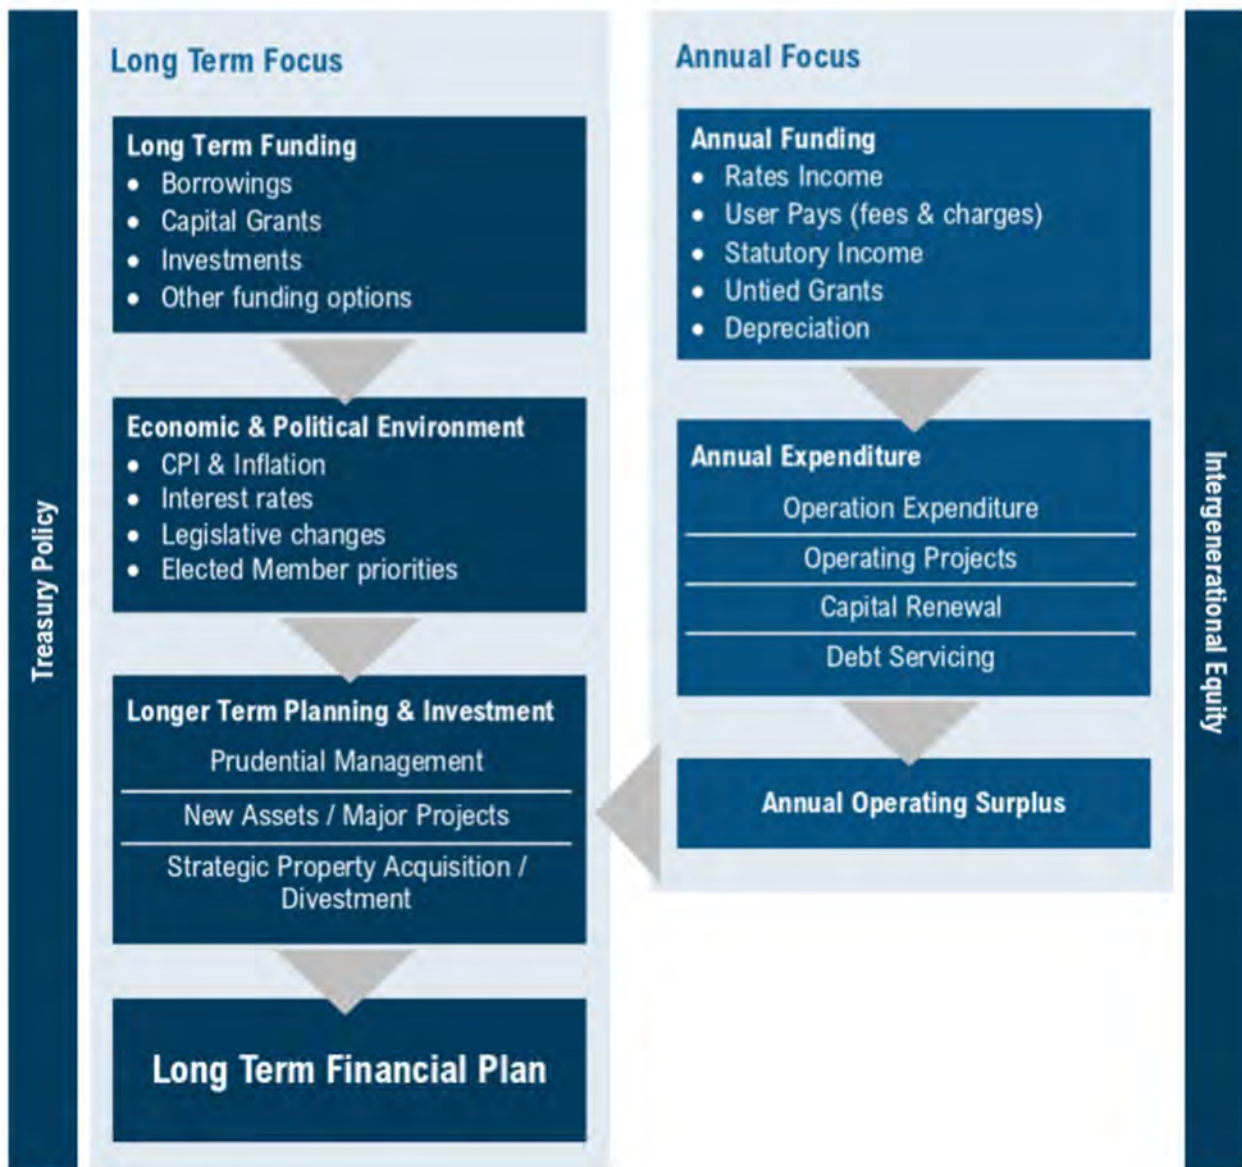 Treasury Policy
Long Term Focus
Long Term Funding
• Borrowings
• Capital Grants
• Investments
• Other funding options
Economic & Political Environment
• CPI & Inflation
• Interest rates
• Legislative changes
• Elected Member priorities
Longer Term Planning & Investment
Prudential Management
New Assets / Major Projects
Strategic Property Acquisition /
Divestment
Long Term Financial Plan
Annual Focus
Annual Funding
• Rates Income
• User Pays (fees & charges)
• Statutory Income
• Untied Grants
• Depreciation
Annual Expenditure
Operation Expenditure
Operating Projects
Capital Renewal
Debt Servicing
Annual Operating Surplus
Intergenerational Equity